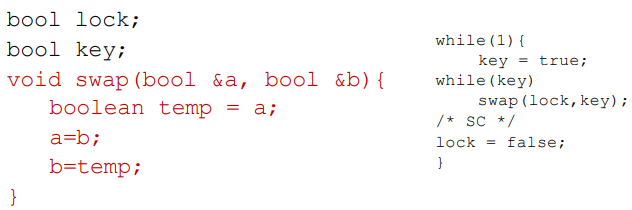 bool lock;
bool key;
void swap(bool &a, bool &b){
boolean temp = a;
a=b;
b=temp;
}
while(1){
key = true;
while(key)
swap(lock,key);
/* SC */
lock = false;
}